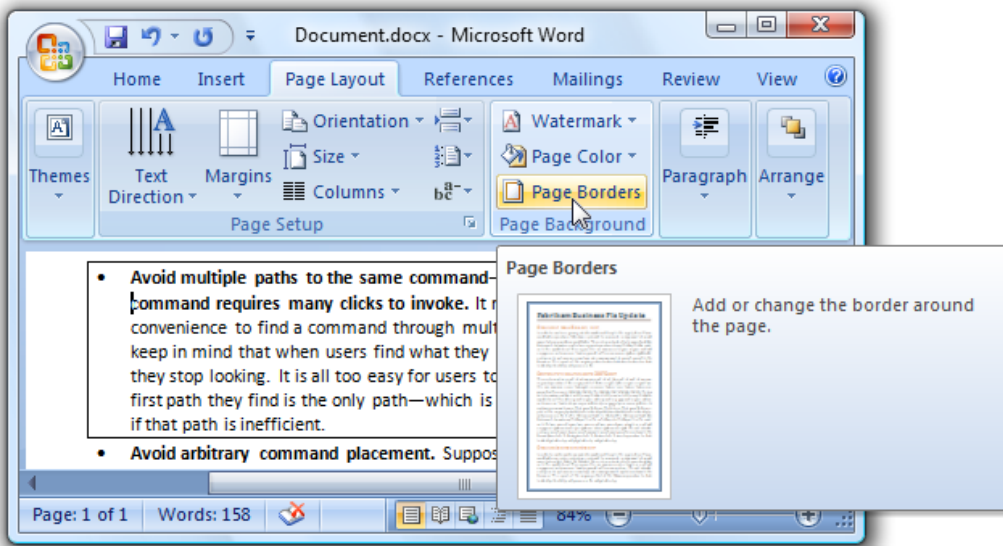 Document.docx - Microsoft Word
Home Insert Page Layout References Mailings Review View
Themes
Text Direction
Margins
Orientation
Size
Columns
Page Setup
Watermark
Page Color
Page Borders
Page Background
Paragraph
Arrange
• Avoid multiple paths to the same command—
command requires many clicks to invoke. It
convenience to find a command through mult
keep in mind that when users find what they
they stop looking. It is all too easy for users to
first path they find is the only path—which is
if that path is inefficient.
• Avoid arbitrary command placement. Suppos
Page Borders
Fabrikam Business Fix Update
Add or change the border around
the page.
Page: 1 of 1 Words: 158 84%